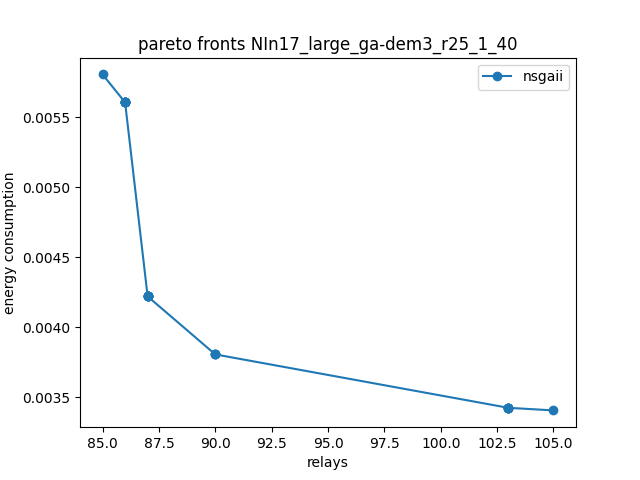 pareto fronts NIn17_large_ga-dem3_r25_1_40
nsgaii
energy consumption
0.0055
0.0050
0.0045
0.0040
0.0035
85.0 87.5 90.0 92.5 95.0 97.5 100.0 102.5 105.0
relays